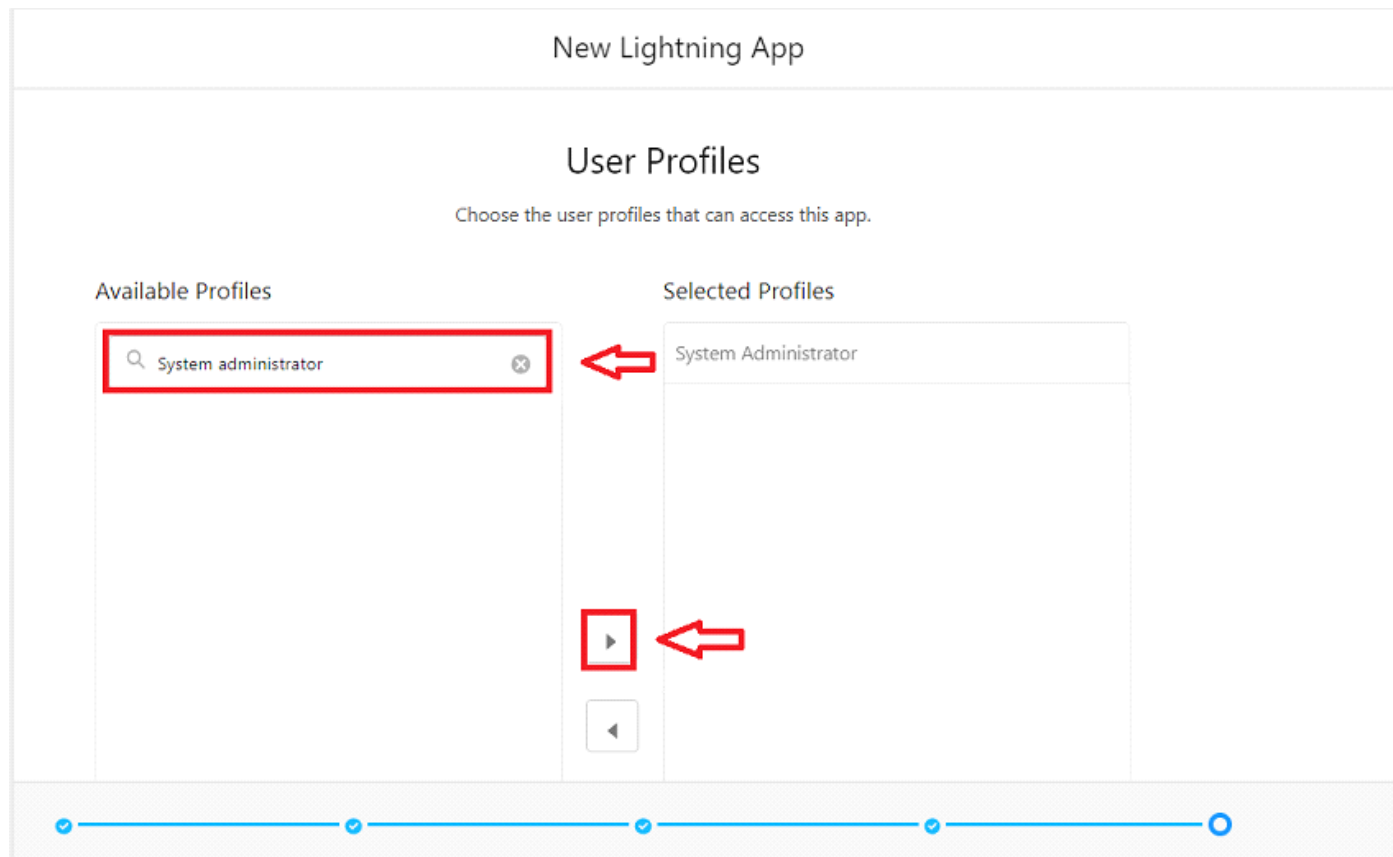 New Lightning App
User Profiles
Choose the user profiles that can access this app.
Available Profiles
Selected Profiles
System administrator
System Administrator